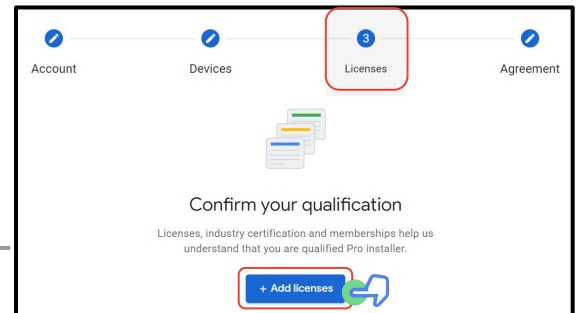 3
Account Devices Licenses Agreement
Confirm your qualification
Licenses, industry certification and memberships help us
understand that you are qualified Pro installer.
+ Add licenses